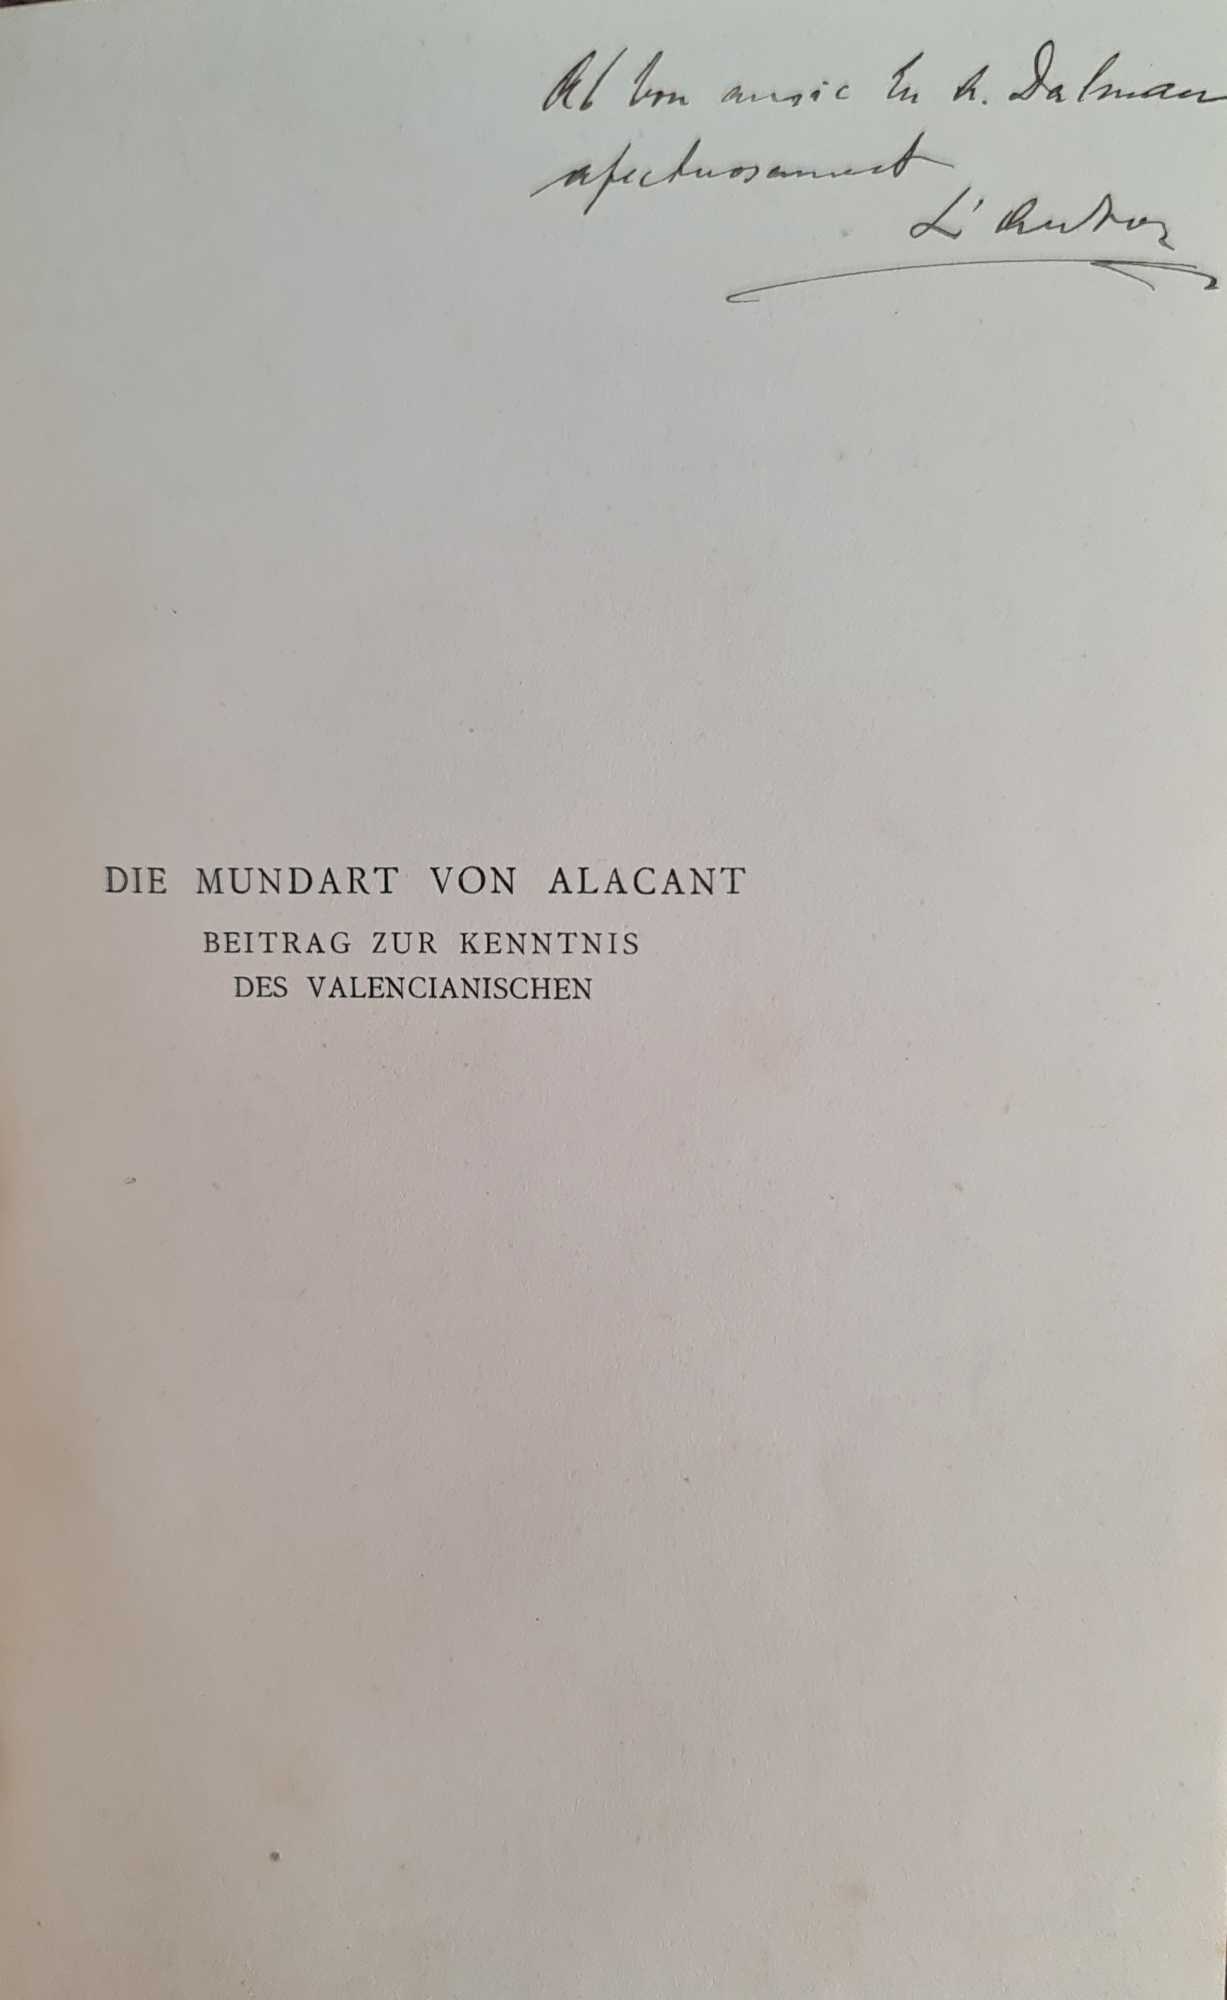 Al bon amic En R. Dalmau
afectuosament
L'Autor
DIE MUNDART VON ALACANT
BEITRAG ZUR KENNTNIS
DES VALENCIANISCHEN